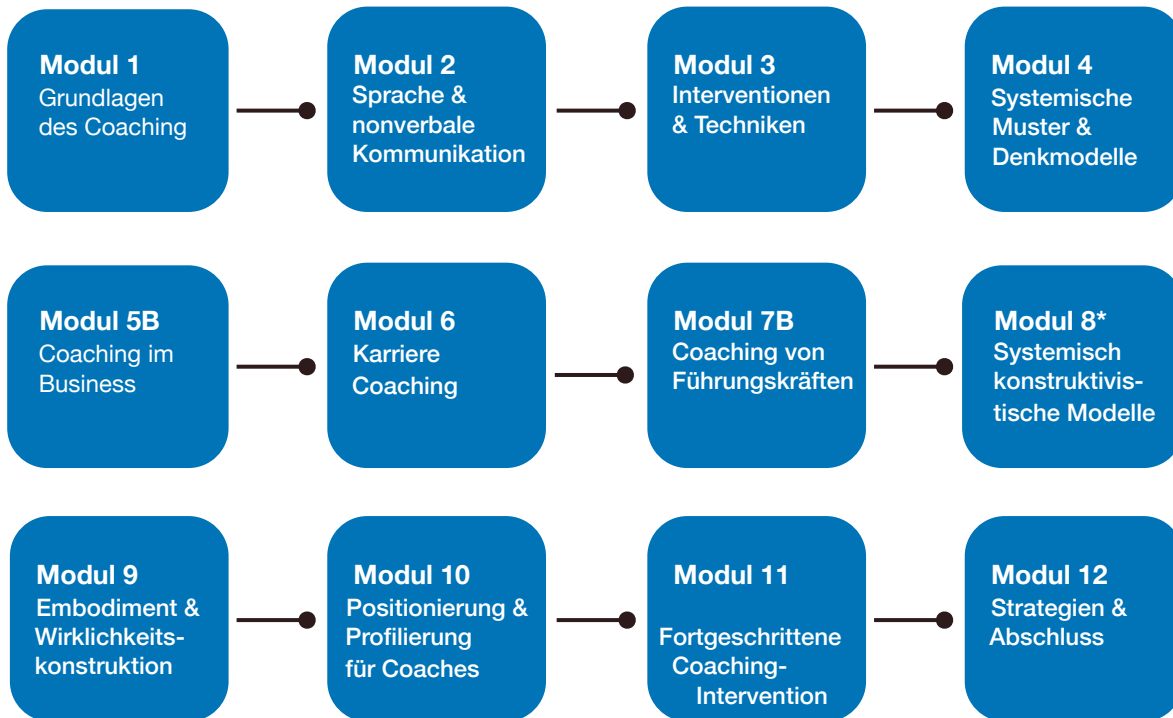 Modul 1
Grundlagen
des Coaching
Modul 2
Sprache &
nonverbale
Kommunikation
Modul 3
Interventionen
& Techniken
Modul 4
Systemische
Muster &
Denkmodelle
Modul 5B
Coaching im
Business
Modul 6
Karriere
Coaching
Modul 7B
Coaching von
Führungskräften
Modul 8*
Systemisch
konstruktivis-
tische Modelle
Modul 9
Embodiment &
Wirklichkeits-
konstruktion
Modul 10
Positionierung &
Profilierung
für Coaches
Modul 11
Fortgeschrittene
Coaching-
Intervention
Modul 12
Strategien &
Abschluss